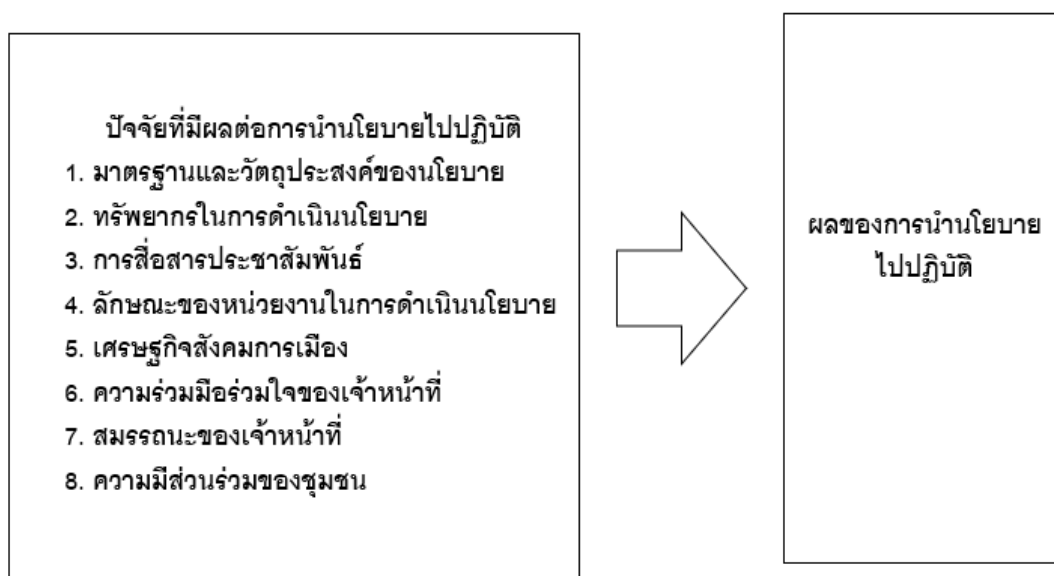 ปัจจัยที่มีผลต่อการนำนโยบายไปปฏิบัติ
1. มาตรฐานและวัตถุประสงค์ของนโยบาย
2. ทรัพยากรในการดำเนินนโยบาย
3. การสื่อสารประชาสัมพันธ์
4. ลักษณะของหน่วยงานในการดำเนินนโยบาย
5. เศรษฐกิจสังคมการเมือง
6. ความร่วมมือร่วมใจของเจ้าหน้าที่
7. สมรรถนะของเจ้าหน้าที่
8. ความมีส่วนร่วมของชุมชน
ผลของการนำนโยบาย
ไปปฏิบัติ